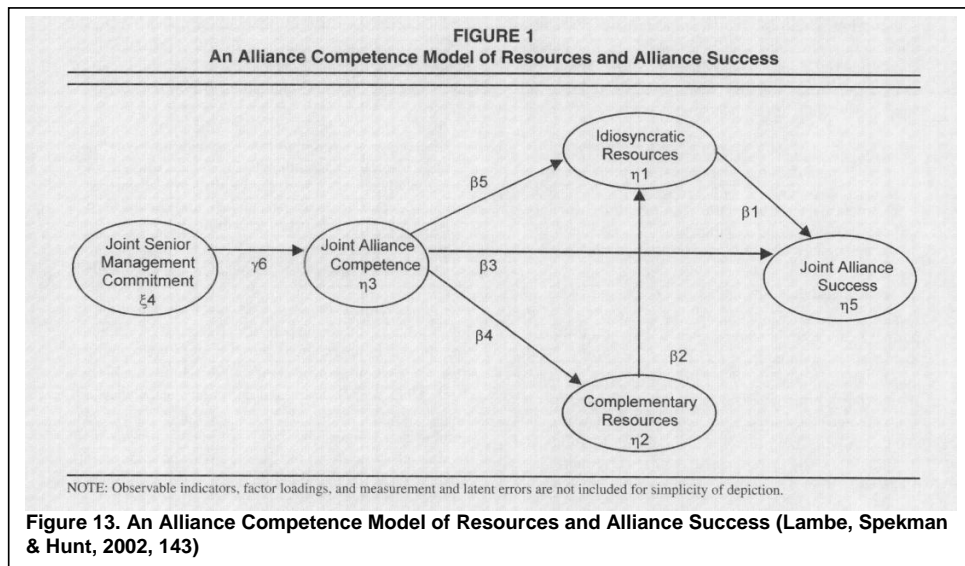 FIGURE 1
An Alliance Competence Model of Resources and Alliance Success
Idiosyncratic
Resources
η1
β5
β1
Joint Senior
Management
Commitment
ξ4
γ6
Joint Alliance
Competence
η3
β3
Joint Alliance
Success
η5
β4
β2
Complementary
Resources
η2
NOTE: Observable indicators, factor loadings, and measurement and latent errors are not included for simplicity of depiction.
Figure 13. An Alliance Competence Model of Resources and Alliance Success (Lambe, Spekman
& Hunt, 2002, 143)